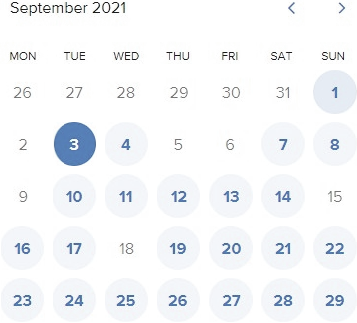 September 2021
MON TUE WED THU FRI SAT SUN
26 27 28 29 30 31 1
2 3 4 5 6 7 8
9 10 11 12 13 14 15
16 17 18 19 20 21 22
23 24 25 26 27 28 29